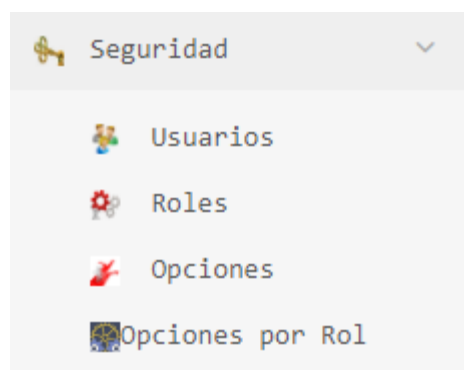 Seguridad
Usuarios
Roles
Opciones
Opciones por Rol